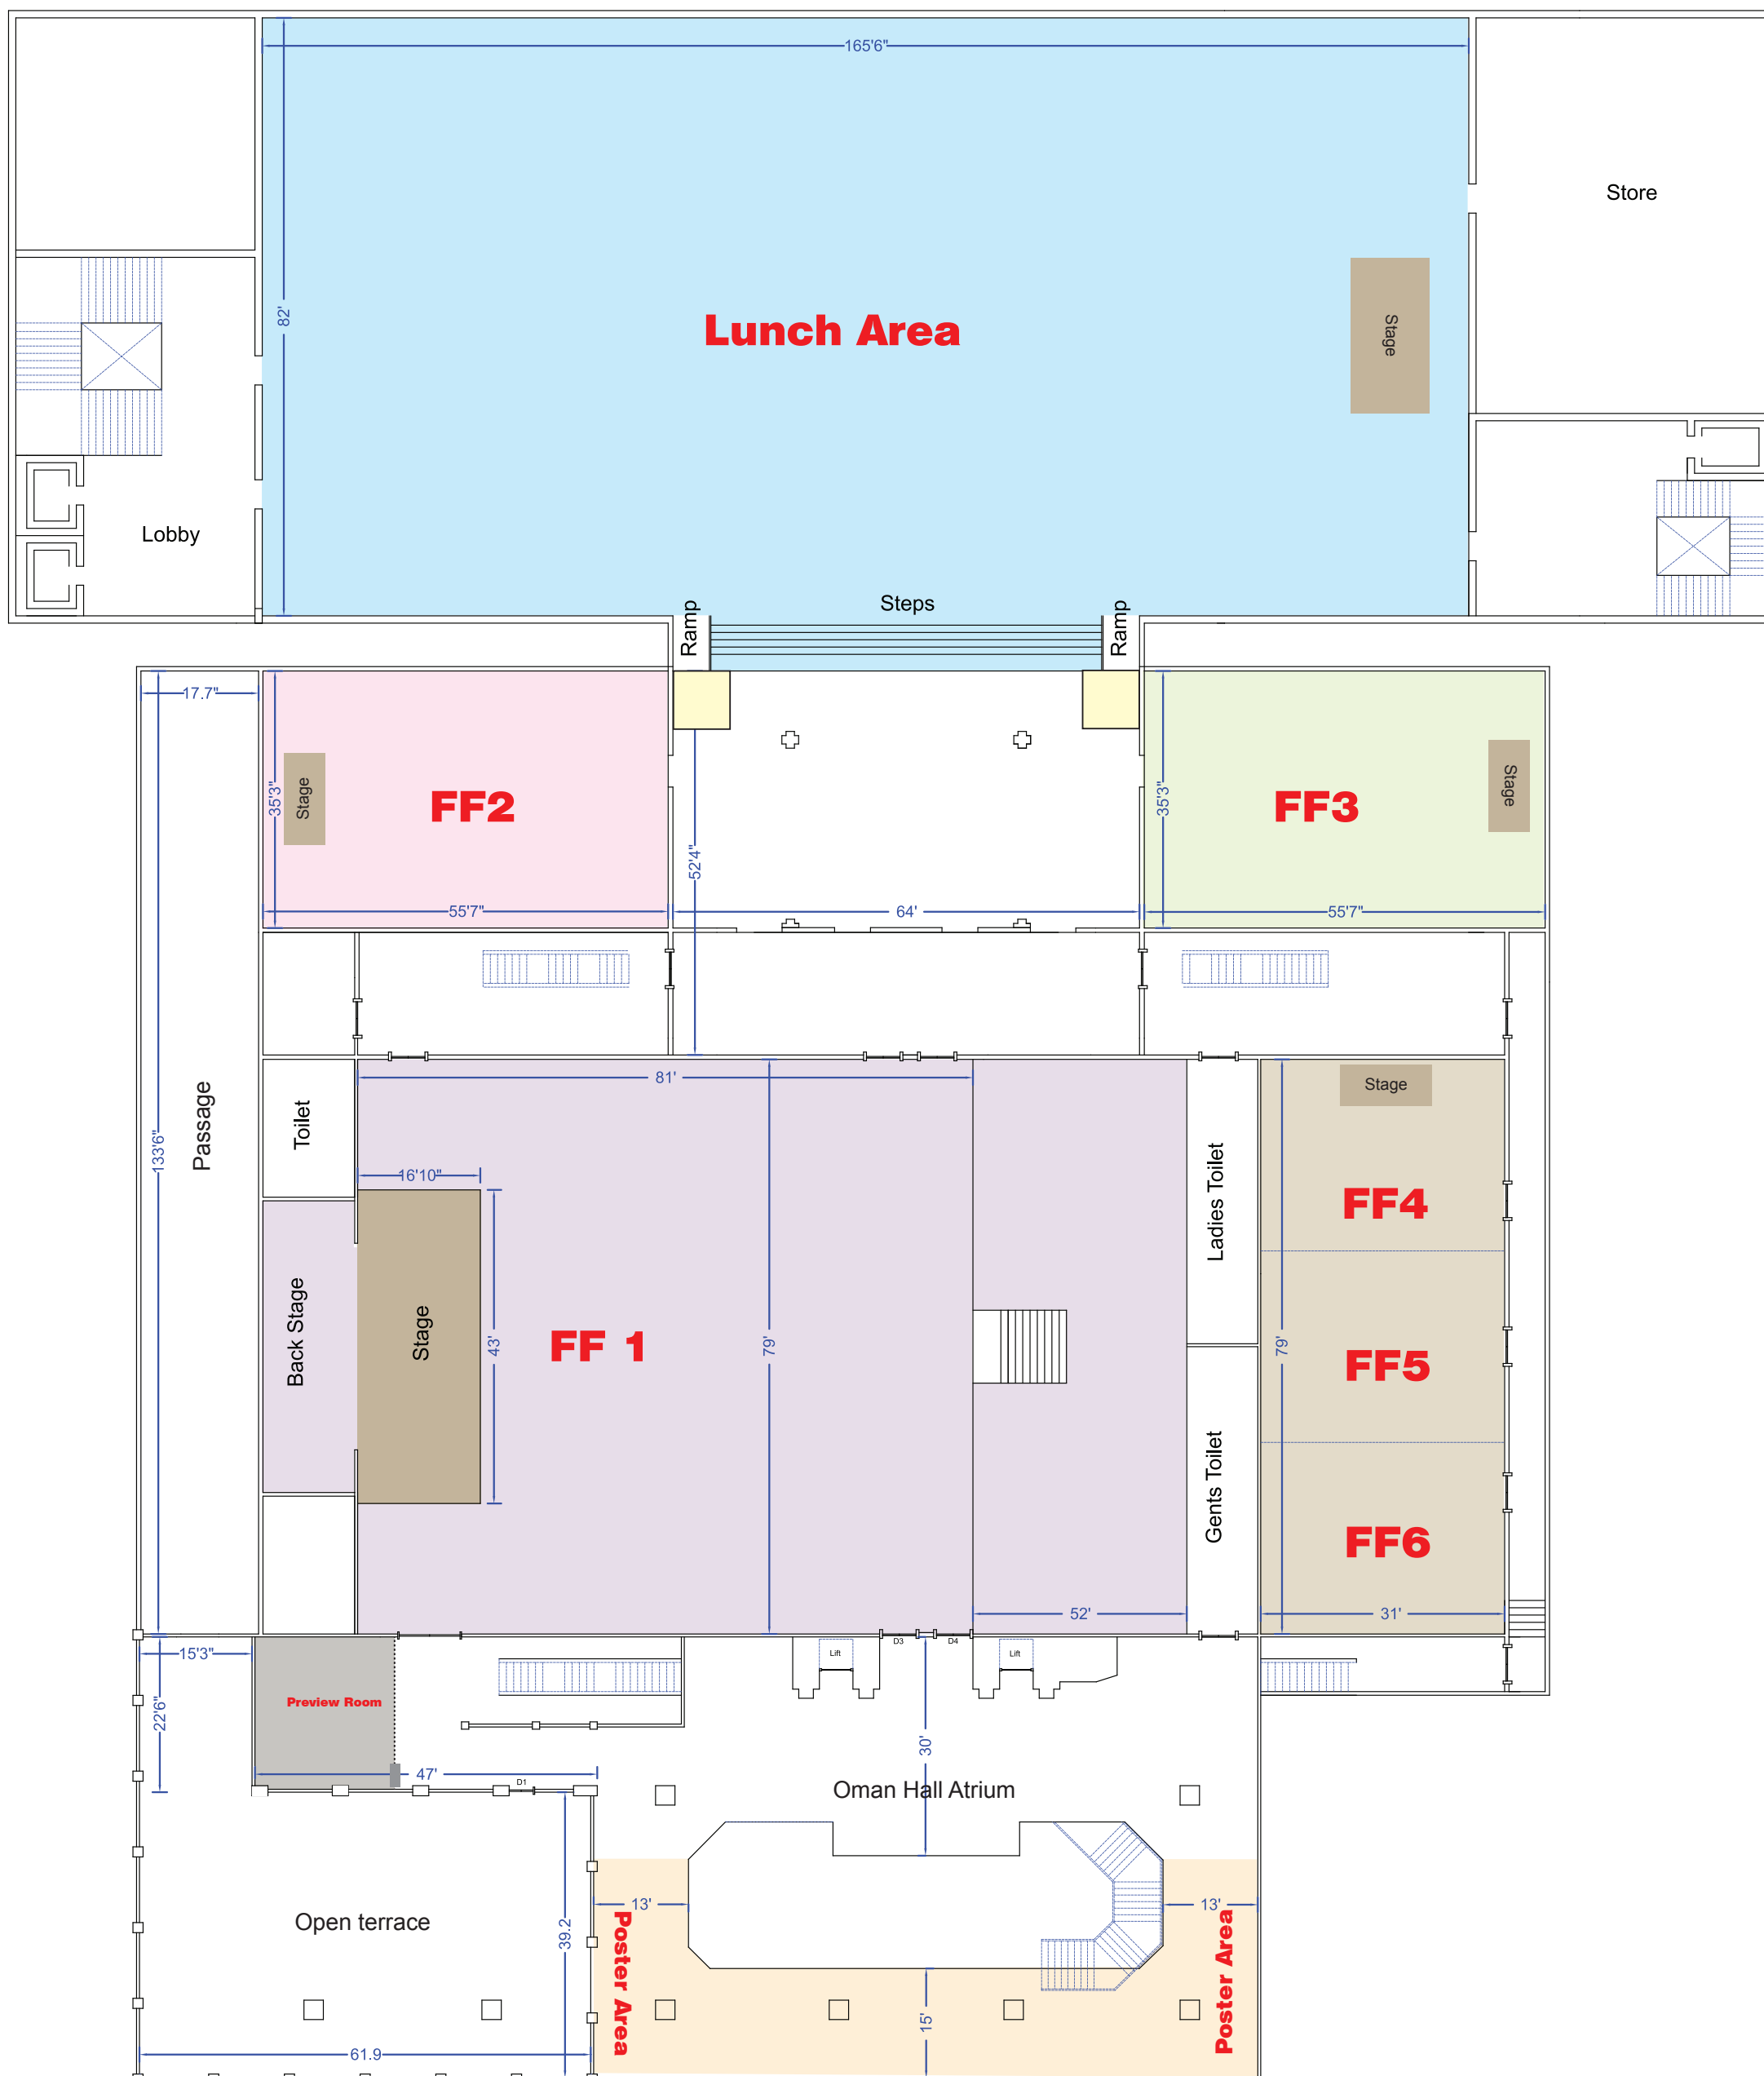 165'6"
Store
82'
Lunch Area
Stage
Lobby
Ramp
Steps
Ramp
17.7"
35'3"
Stage
FF2
52'4"
35'3"
FF3
Stage
55'7"
64'
55'7"
81'
Stage
Passage
133'6"
Toilet
16'10"
Ladies Toilet
FF4
Back Stage
Stage
43'
FF 1
79'
79'
FF5
Gents Toilet
FF6
52'
31'
15'3"
D3
D4
Lift
Lift
22'6"
Preview Room
30'
47'
D1
Oman Hall Atrium
13'
13'
Open terrace
39.2
Poster Area
Poster Area
15'
61.9